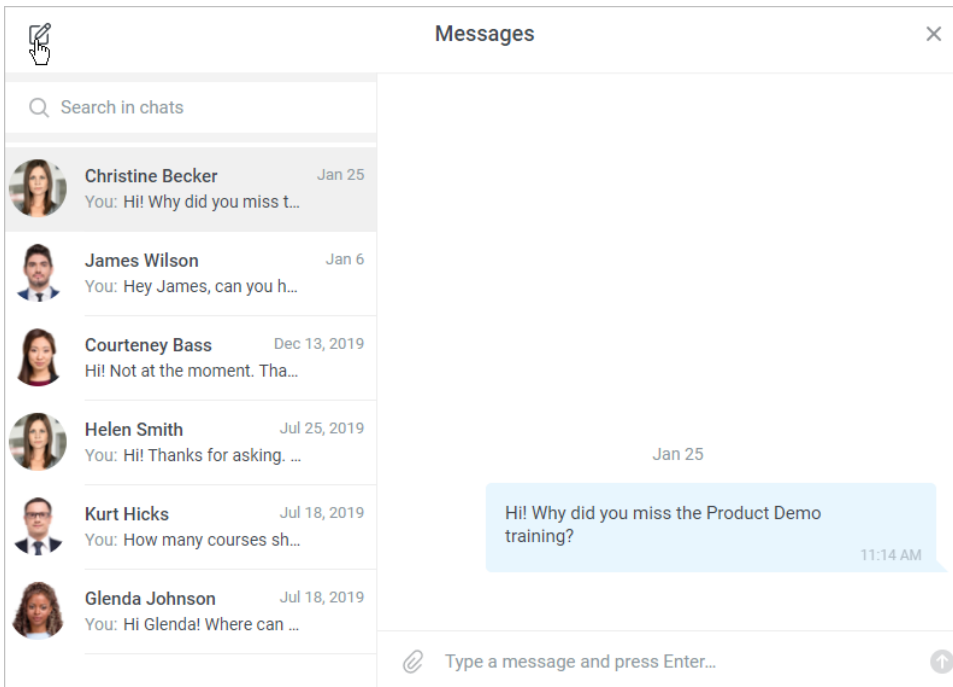 Messages
Search in chats
Christine Becker Jan 25
You: Hi! Why did you miss t...
James Wilson Jan 6
You: Hey James, can you h...
Courteney Bass Dec 13, 2019
Hi! Not at the moment. Tha...
Helen Smith Jul 25, 2019
You: Hi! Thanks for asking. ...
Kurt Hicks Jul 18, 2019
You: How many courses sh...
Glenda Johnson Jul 18, 2019
You: Hi Glenda! Where can ...
Jan 25
Hi! Why did you miss the Product Demo
training?
11:14 AM
Type a message and press Enter...